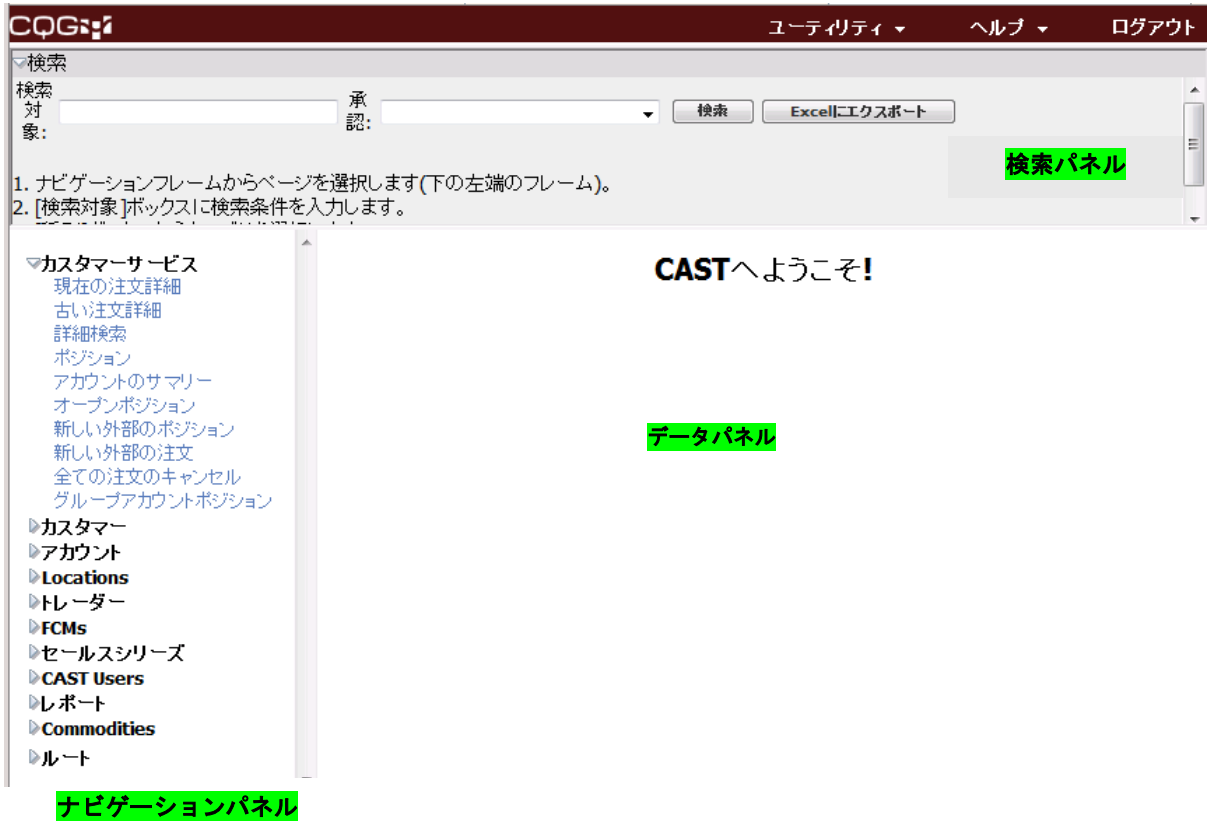 CQG
ユーティリティ ヘルプ ログアウト
検索
検索対象:
承認:
検索
Excelにエクスポート
検索パネル
1. ナビゲーションフレームからページを選択します(下の左端のフレーム)。
2. [検索対象]ボックスに検索条件を入力します。
カスタマーサービス
現在の注文詳細
古い注文詳細
詳細検索
ポジション
アカウントのサマリー
オープンポジション
新しい外部のポジション
新しい外部の注文
全ての注文のキャンセル
グループアカウントポジション
カスタマー
アカウント
Locations
トレーダー
FCMs
セールスシリーズ
CAST Users
レポート
Commodities
ルート
CASTへようこそ!
データパネル
ナビゲーションパネル